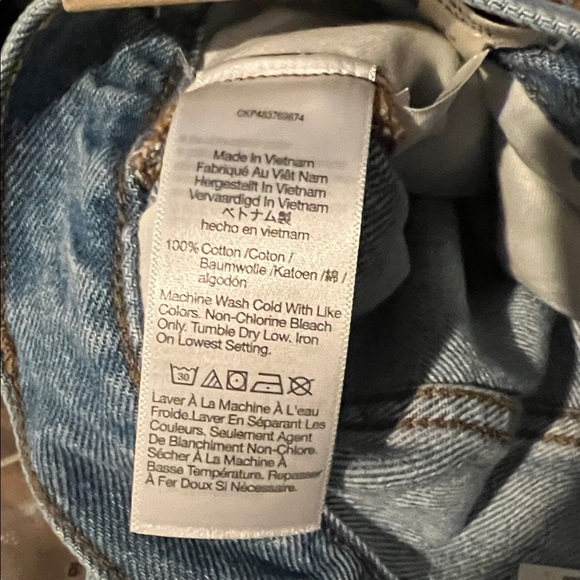 CKP483769874
Made In Vietnam
Fabriqué Au Việt Nam
Hergestellt In Vietnam
Vervaardigd In Vietnam
ベトナム製
hecho en vietnam
100% Cotton /Coton /
Baumwolle /Katoen /綿 /
algodón
Machine Wash Cold With Like
Colors. Non-Chlorine Bleach
Only. Tumble Dry Low. Iron
On Lowest Setting.
30
Laver À La Machine À L'eau
Froide.Laver En Séparant Les
Couleurs. Seulement Agent
De Blanchiment Non-Chlore.
Sécher À La Machine À
Basse Température. Repasser
À Fer Doux Si Nécessaire.